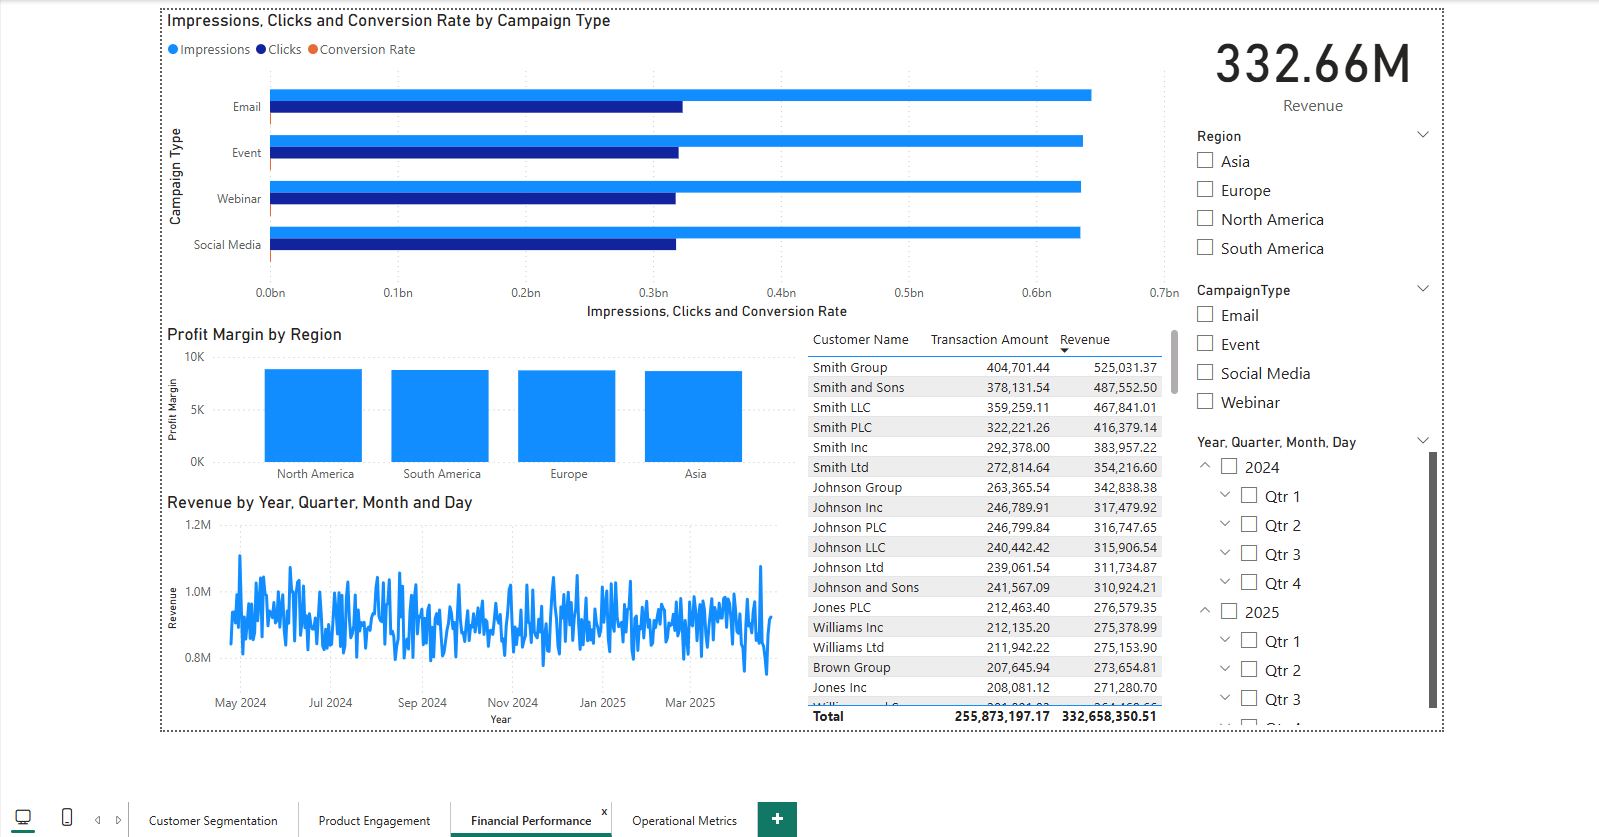 Impressions, Clicks and Conversion Rate by Campaign Type
Impressions Clicks Conversion Rate
Campaign Type
Email
Event
Webinar
Social Media
0.0bn 0.1bn 0.2bn 0.3bn 0.4bn 0.5bn 0.6bn 0.7bn
Impressions, Clicks and Conversion Rate
332.66M
Revenue
Region
Asia
Europe
North America
South America
CampaignType
Email
Event
Social Media
Webinar
Year, Quarter, Month, Day
2024
Qtr 1
Qtr 2
Qtr 3
Qtr 4
2025
Qtr 1
Qtr 2
Qtr 3
Profit Margin by Region
Profit Margin
10K
5K
0K
North America South America Europe Asia
Revenue by Year, Quarter, Month and Day
Revenue
1.2M
1.0M
0.8M
May 2024 Jul 2024 Sep 2024 Nov 2024 Jan 2025 Mar 2025
Year
Customer Name Transaction Amount Revenue
Smith Group 404,701.44 525,031.37
Smith and Sons 378,131.54 487,552.50
Smith LLC 359,259.11 467,841.01
Smith PLC 322,221.26 416,379.14
Smith Inc 292,378.00 383,957.22
Smith Ltd 272,814.64 354,216.60
Johnson Group 263,365.54 342,838.38
Johnson Inc 246,789.91 317,479.92
Johnson PLC 246,799.84 316,747.65
Johnson LLC 240,442.42 315,906.54
Johnson Ltd 239,061.54 311,734.87
Johnson and Sons 241,567.09 310,924.21
Jones PLC 212,463.40 276,579.35
Williams Inc 212,135.20 275,378.99
Williams Ltd 211,942.22 275,153.90
Brown Group 207,645.94 273,654.81
Jones Inc 208,081.12 271,280.70
Total 255,873,197.17 332,658,350.51
Customer Segmentation
Product Engagement
Financial Performance x
Operational Metrics
+